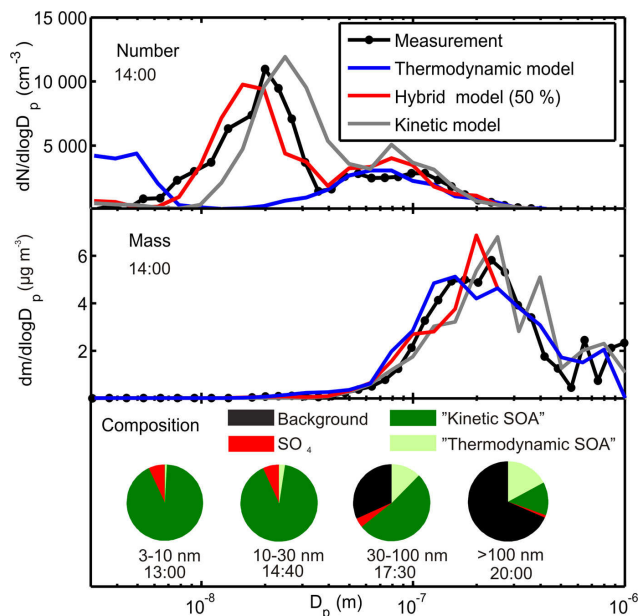 15 000
10 000
5 000
dN/dlogD p (cm⁻³)
Number
14:00
Measurement
Thermodynamic model
Hybrid model (50 %)
Kinetic model
6
4
2
dm/dlogD p (µg m⁻³)
Mass
14:00
Composition
Background
SO 4
"Kinetic SOA"
"Thermodynamic SOA"
3-10 nm
13:00
10-30 nm
14:40
30-100 nm
17:30
>100 nm
20:00
10⁻⁸
D p (m)
10⁻⁷
10⁻⁶